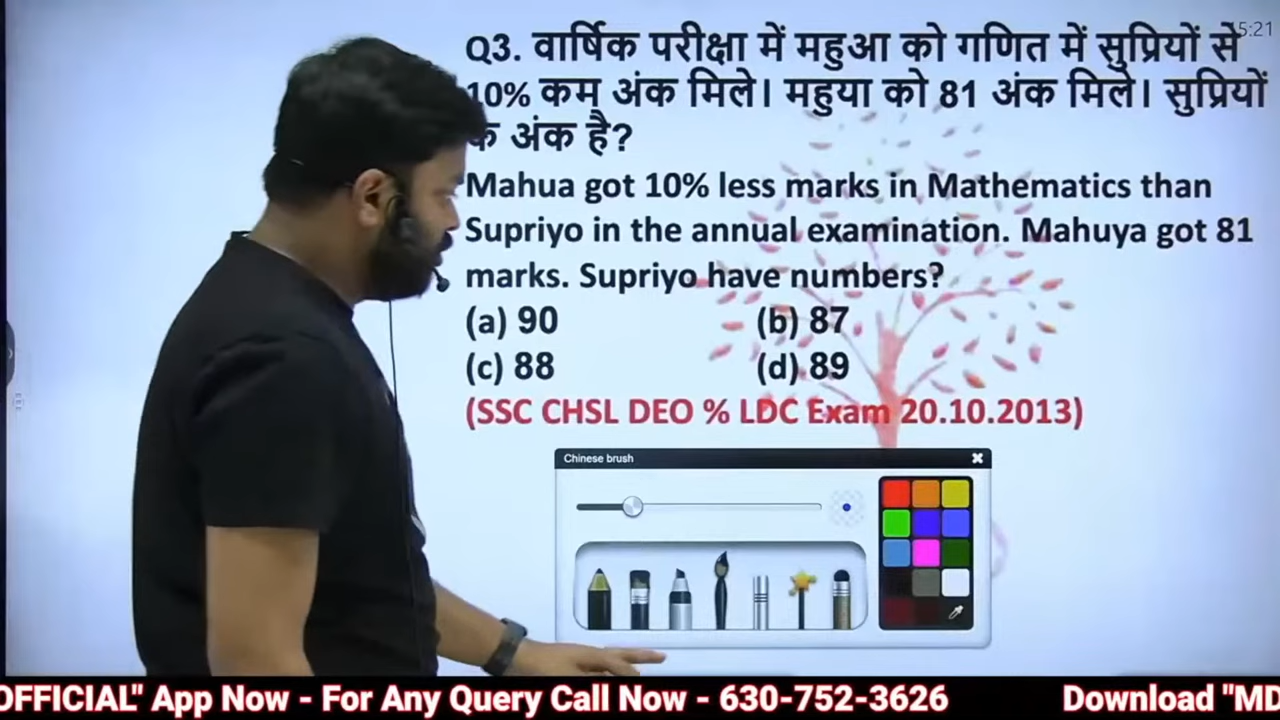 15:21
Q3. वार्षिक परीक्षा में महुआ को गणित में सुप्रियों से
10% कम अंक मिले। महुया को 81 अंक मिले। सुप्रियों
के अंक है?
Mahua got 10% less marks in Mathematics than
Supriyo in the annual examination. Mahuya got 81
marks. Supriyo have numbers?
(a) 90 (b) 87
(c) 88 (d) 89
(SSC CHSL DEO % LDC Exam 20.10.2013)
Chinese brush
OFFICIAL" App Now - For Any Query Call Now - 630-752-3626 Download "MD